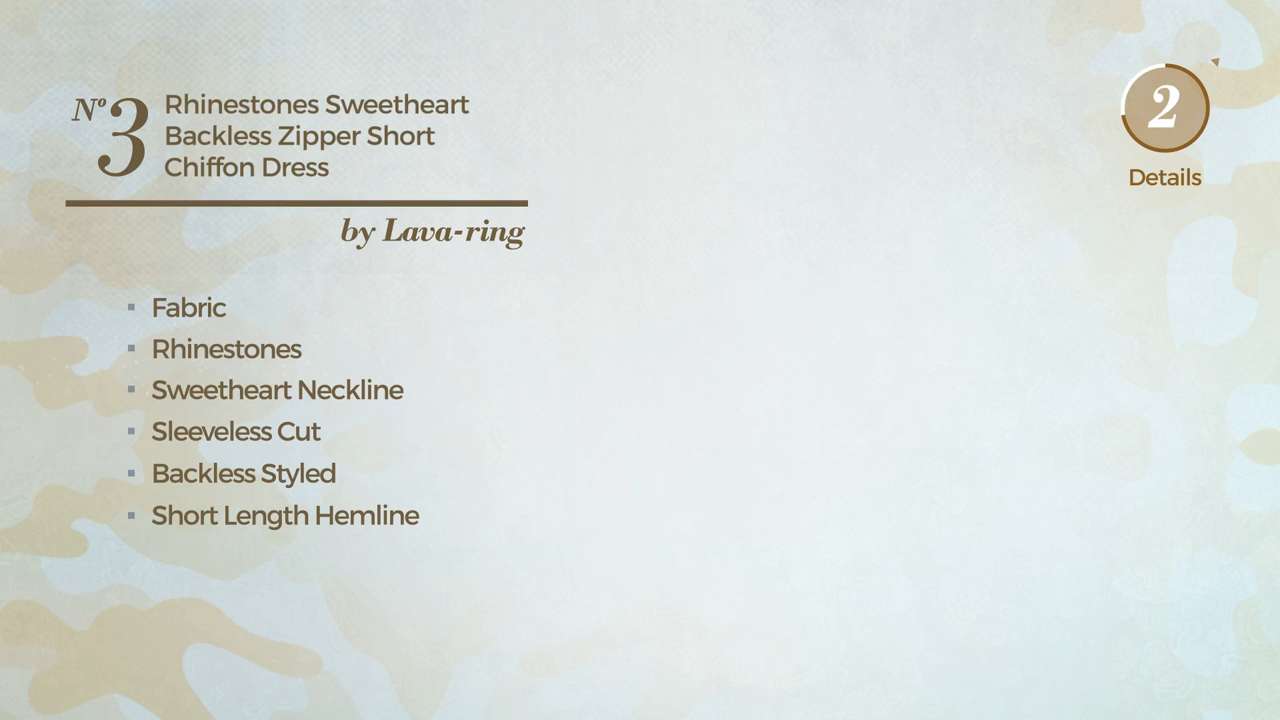 Nº3
Rhinestones Sweetheart
Backless Zipper Short
Chiffon Dress
by Lava-ring
Fabric
Rhinestones
Sweetheart Neckline
Sleeveless Cut
Backless Styled
Short Length Hemline
2
Details